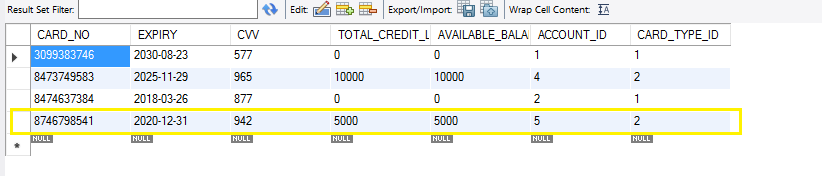 Result Set Filter: Edit: Export/Import: Wrap Cell Content: IA
CARD_NO EXPIRY CVV TOTAL_CREDIT_L AVAILABLE_BALAI ACCOUNT_ID CARD_TYPE_ID
3099383746 2030-08-23 577 0 0 1 1
8473749583 2025-11-29 965 10000 10000 4 2
8474637384 2018-03-26 877 0 0 2 1
8746798541 2020-12-31 942 5000 5000 5 2
NULL NULL NULL NULL NULL NULL NULL